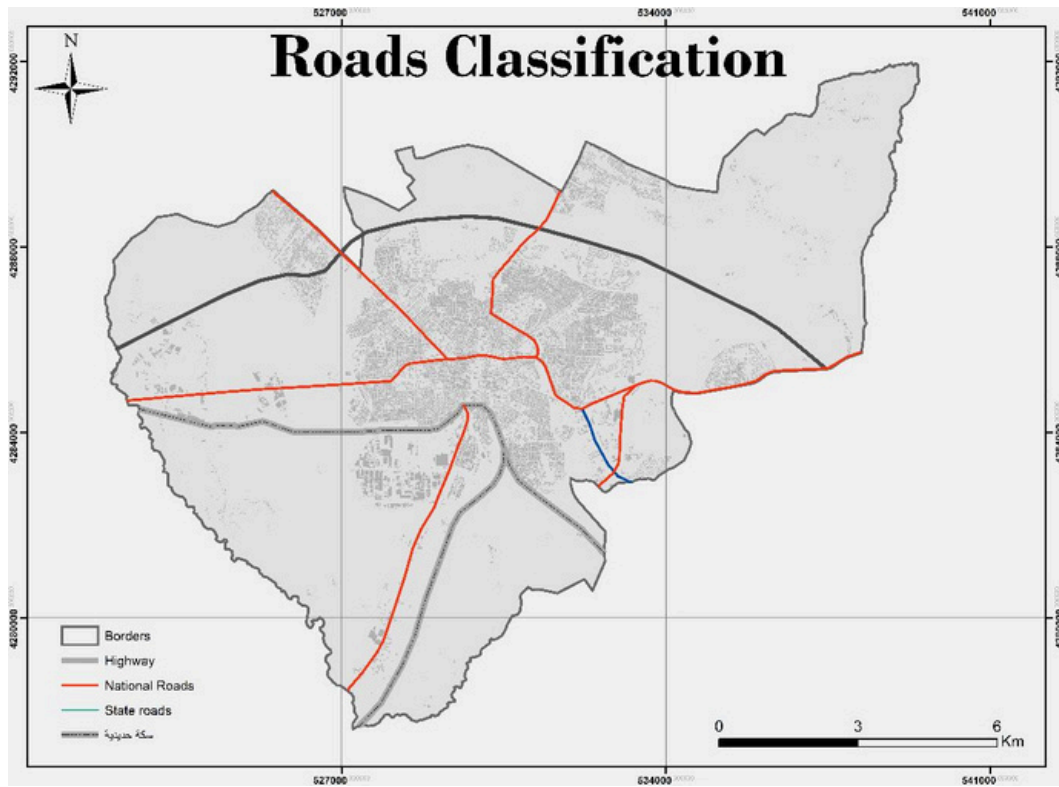 527000 534000 541000
Roads Classification
N
4292000
4288000
4284000
4280000
Borders
Highway
National Roads
State roads
سكة حديدية
0 3 6
Km
527000 534000 541000